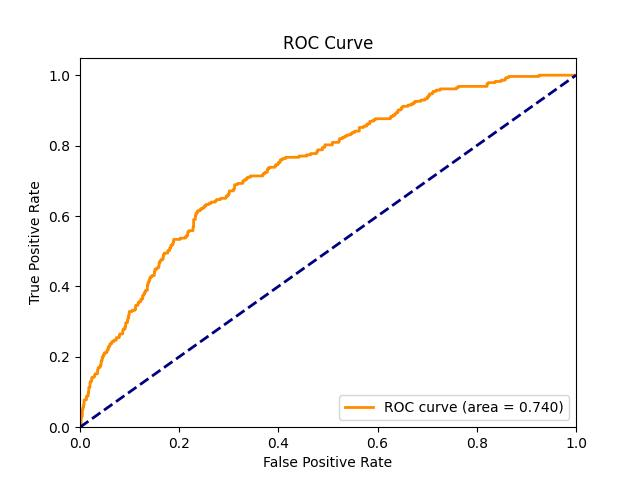 ROC Curve
True Positive Rate
1.0
0.8
0.6
0.4
0.2
0.0
ROC curve (area = 0.740)
0.0 0.2 0.4 0.6 0.8 1.0
False Positive Rate